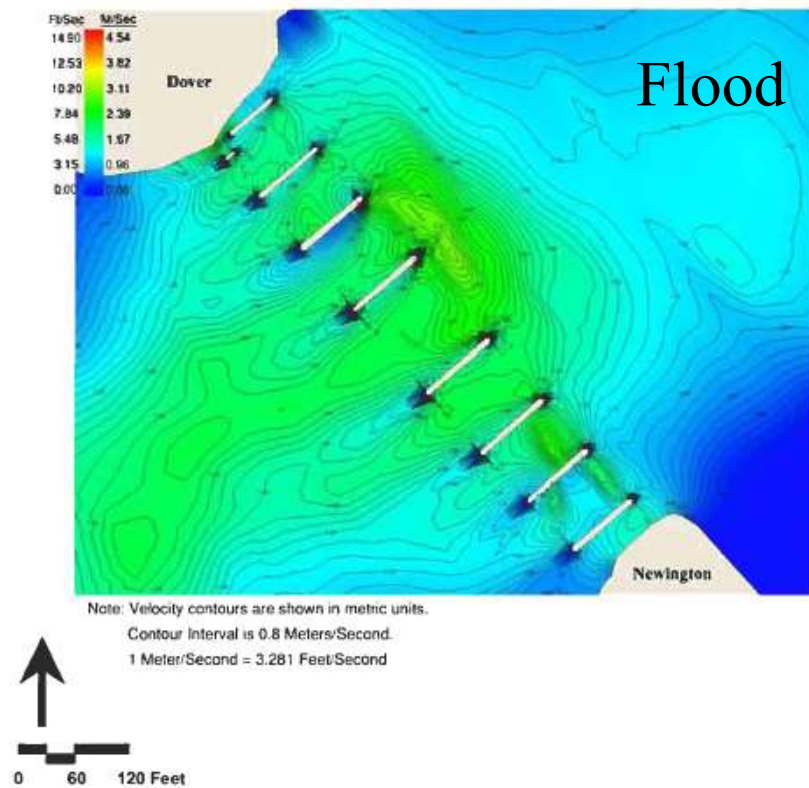 Ft/Sec M/Sec
14.90 4.54
12.53 3.82
10.20 3.11
7.84 2.39
5.48 1.67
3.15 0.96
0.00 0.00
Dover
Flood
Newington
Note: Velocity contours are shown in metric units.
Contour Interval is 0.8 Meters/Second.
1 Meter/Second = 3.281 Feet/Second
0 60 120 Feet